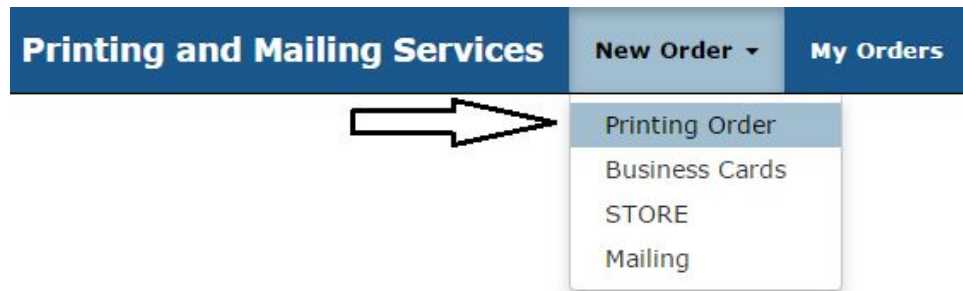 Printing and Mailing Services New Order My Orders
Printing Order
Business Cards
STORE
Mailing